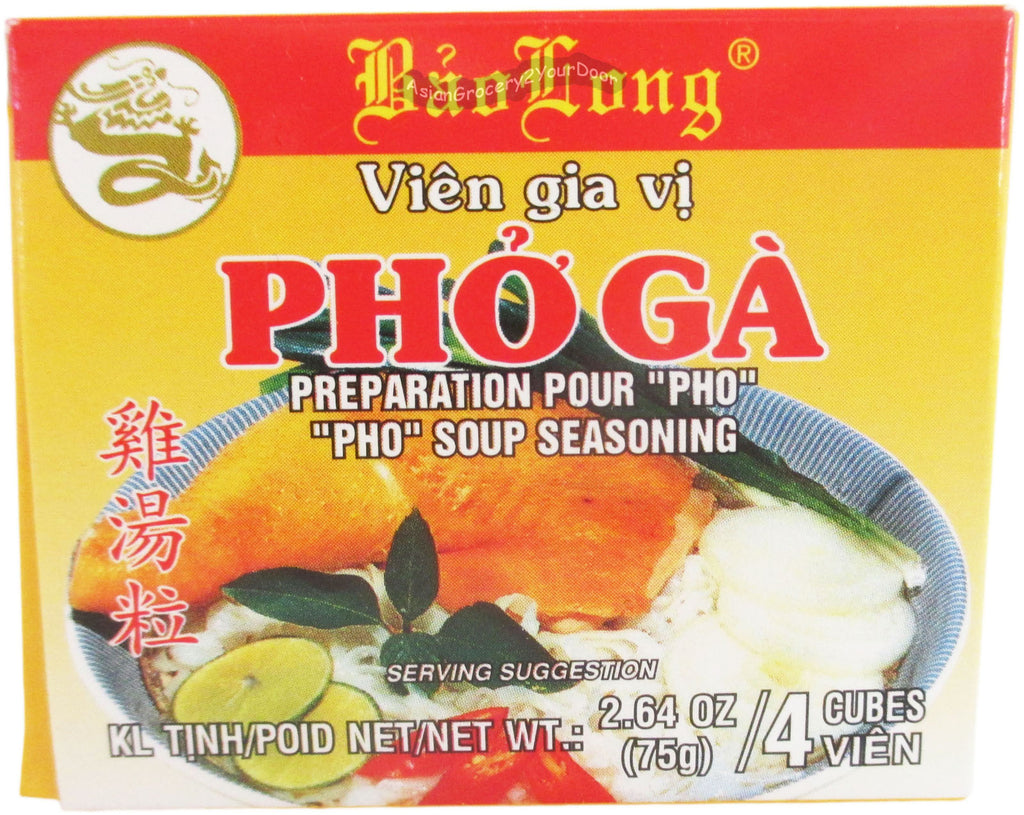 Bảo Long®
AsianGrocery2YourDoor
Viên gia vị
PHỞ GÀ
PREPARATION POUR "PHO"
"PHO" SOUP SEASONING
雞湯粒
SERVING SUGGESTION
KL TỊNH/POID NET/NET WT.: 2.64 OZ (75g) /4 CUBES VIÊN